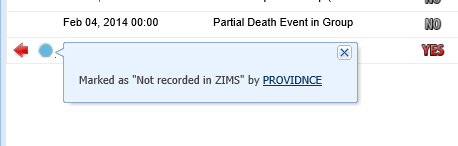 NO
Feb 04, 2014 00:00 Partial Death Event in Group NO
YES
Marked as "Not recorded in ZIMS" by PROVIDNCE